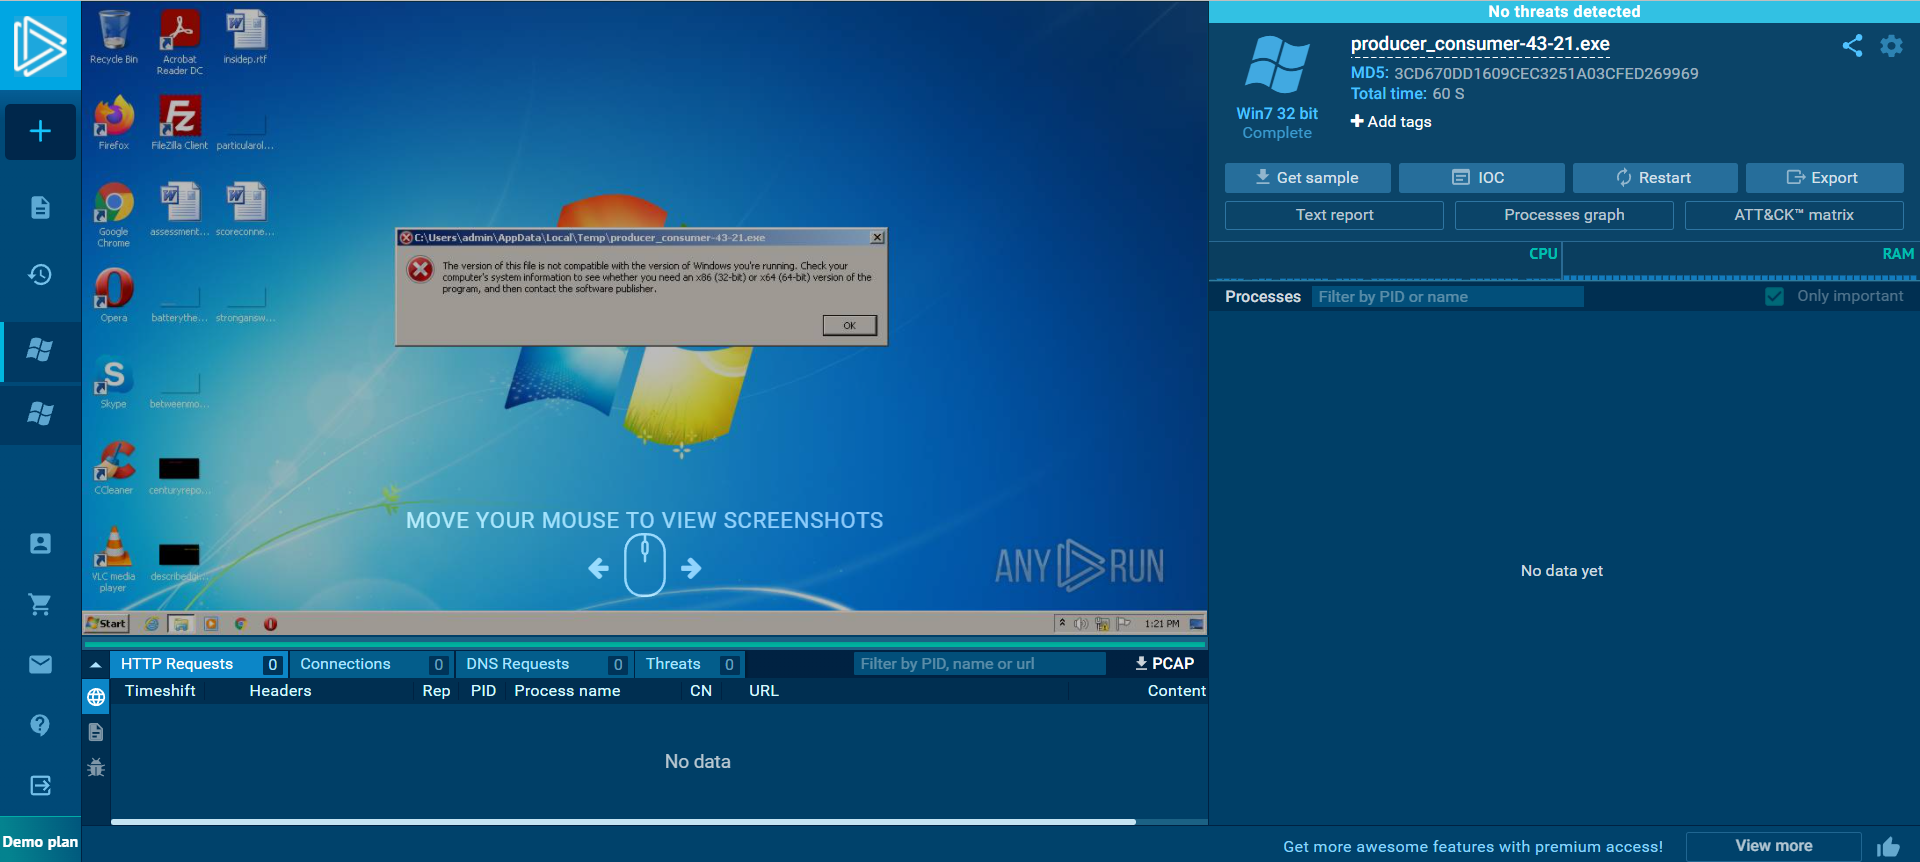 No threats detected
Recycle Bin
Acrobat
Reader DC
insidep.rtf
Firefox
FileZilla Client
particularol...
Google
Chrome
assessment...
scoreconne...
Opera
batterythe...
stronganisw...
Skype
betweenmo...
CCleaner
centuryrepo...
VLC media
player
C:\Users\admin\AppData\Local\Temp\producer_consumer-43-21.exe
The version of this file is not compatible with the version of Windows you're running. Check your
computer's system information to see whether you need an x86 (32-bit) or x64 (64-bit) version of the
program, and then contact the software publisher.
OK
MOVE YOUR MOUSE TO VIEW SCREENSHOTS
ANY RUN
Start
1:21 PM
producer_consumer-43-21.exe
MD5: 3CD670DD1609CEC3251A03CFED269969
Total time: 60 S
Win7 32 bit
Complete
Add tags
Get sample
IOC
Restart
Export
Text report
Processes graph
ATT&CK™ matrix
CPU
RAM
Processes
Filter by PID or name
Only important
No data yet
HTTP Requests 0
Connections 0
DNS Requests 0
Threats 0
Filter by PID, name or url
PCAP
Timeshift
Headers
Rep
PID
Process name
CN
URL
Content
No data
Demo plan
Get more awesome features with premium access!
View more